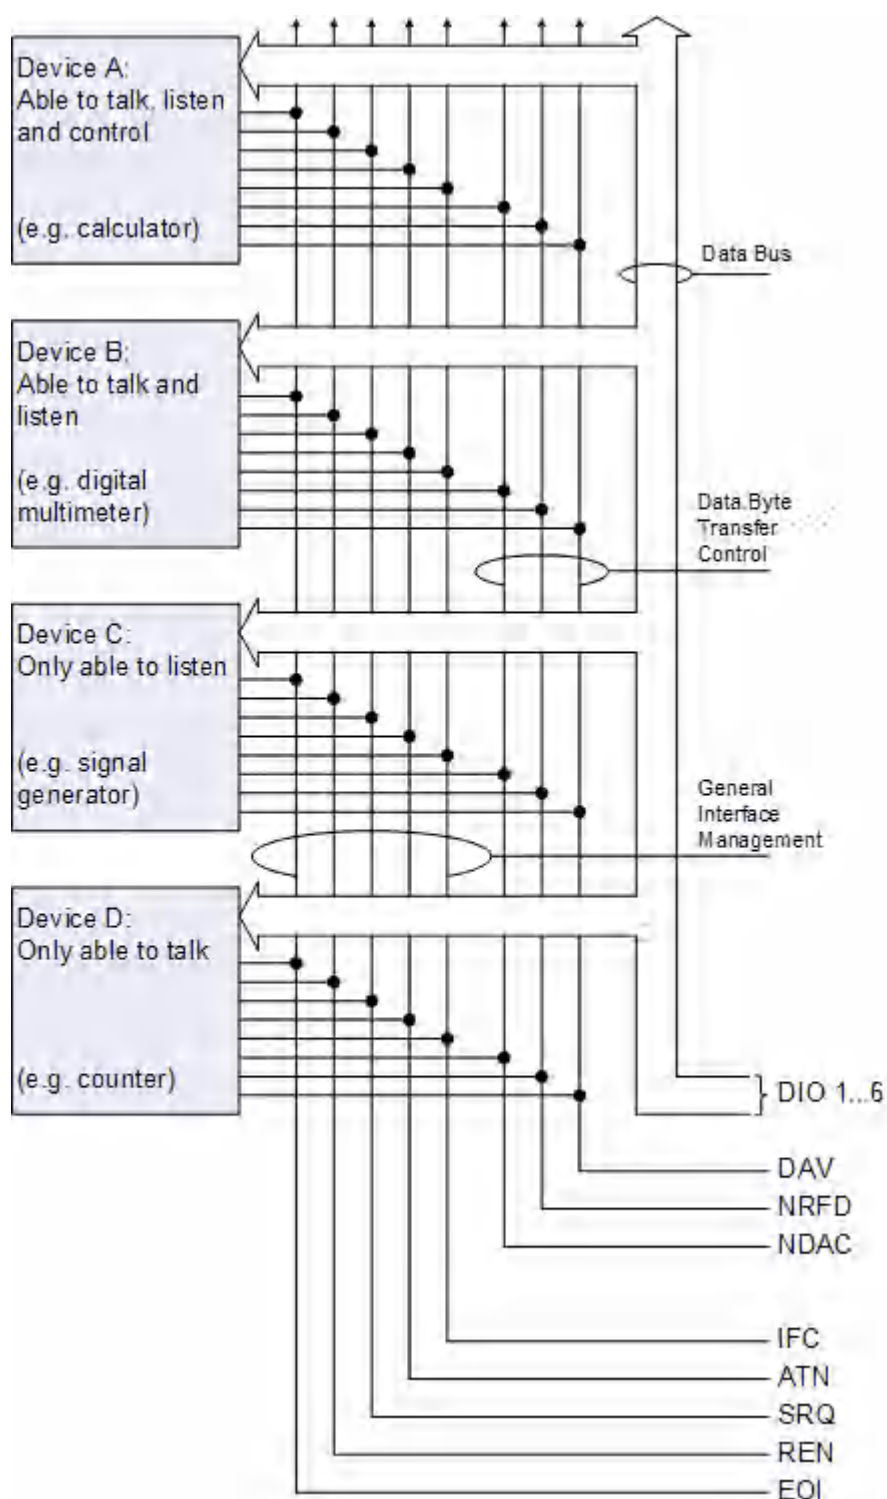 Device A:
Able to talk, listen
and control
(e.g. calculator)
Data Bus
Device B:
Able to talk and
listen
(e.g. digital
multimeter)
Data Byte
Transfer
Control
Device C:
Only able to listen
(e.g. signal
generator)
General
Interface
Management
Device D:
Only able to talk
(e.g. counter)
DIO 1...6
DAV
NRFD
NDAC
IFC
ATN
SRQ
REN
EOI